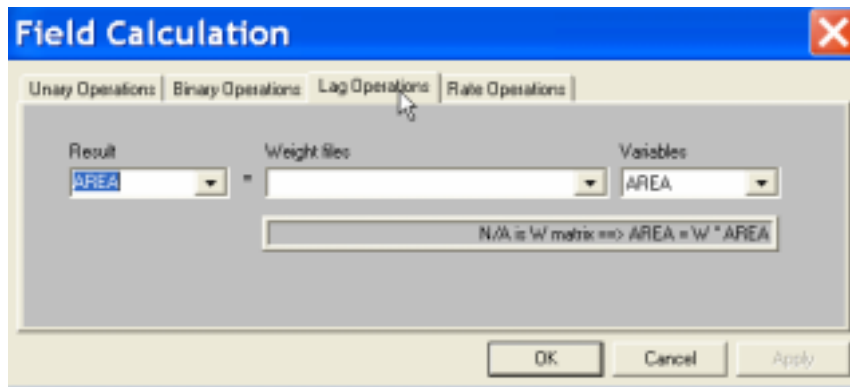 Field Calculation
Unary Operations Binary Operations Lag Operations Rate Operations
Result Weight files Variables
AREA = AREA
N/A is W matrix ==> AREA = W * AREA
OK Cancel Apply